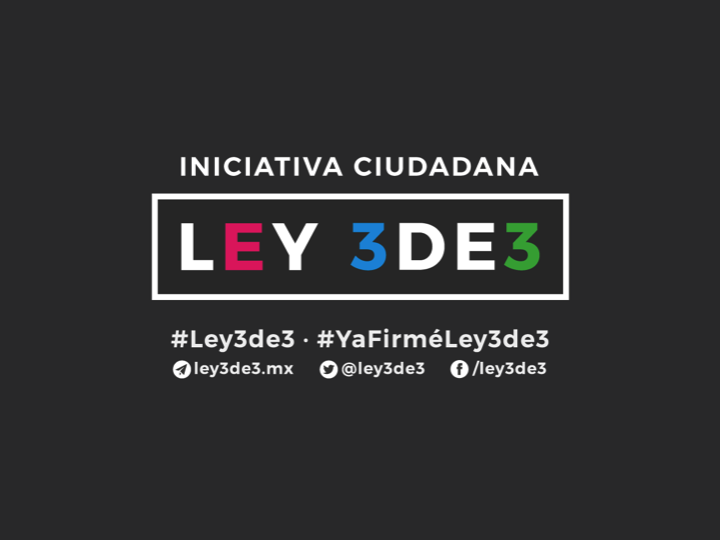 INICIATIVA CIUDADANA
LEY 3DE3
#Ley3de3 · #YaFirméLey3de3
ley3de3.mx @ley3de3 /ley3de3